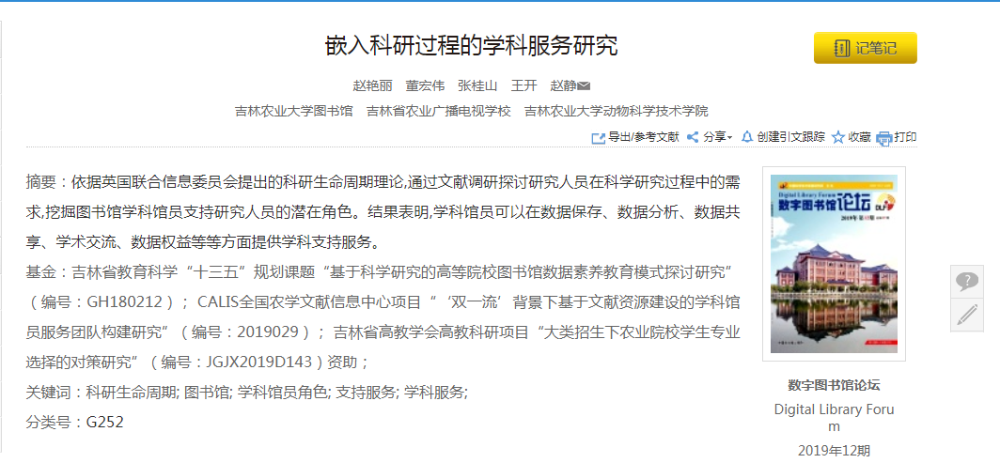 嵌入科研过程的学科服务研究
记笔记
赵艳丽 董宏伟 张桂山 王开 赵静
吉林农业大学图书馆 吉林省农业广播电视学校 吉林农业大学动物科学技术学院
导出/参考文献 分享 创建引文跟踪 收藏 打印
摘要：依据英国联合信息委员会提出的科研生命周期理论,通过文献调研探讨研究人员在科学研究过程中的需
求,挖掘图书馆学科馆员支持研究人员的潜在角色。结果表明,学科馆员可以在数据保存、数据分析、数据共
享、学术交流、数据权益等等方面提供学科支持服务。
基金：吉林省教育科学“十三五”规划课题“基于科学研究的高等院校图书馆数据素养教育模式探讨研究”
（编号：GH180212）； CALIS全国农学文献信息中心项目“‘双一流’背景下基于文献资源建设的学科馆
员服务团队构建研究”（编号：2019029）； 吉林省高教学会高教科研项目“大类招生下农业院校学生专业
选择的对策研究”（编号：JGJX2019D143）资助；
关键词：科研生命周期; 图书馆; 学科馆员角色; 支持服务; 学科服务;
分类号：G252
Digital Library Forum
数字图书馆论坛
数字图书馆论坛
Digital Library Foru
m
2019年12期
?